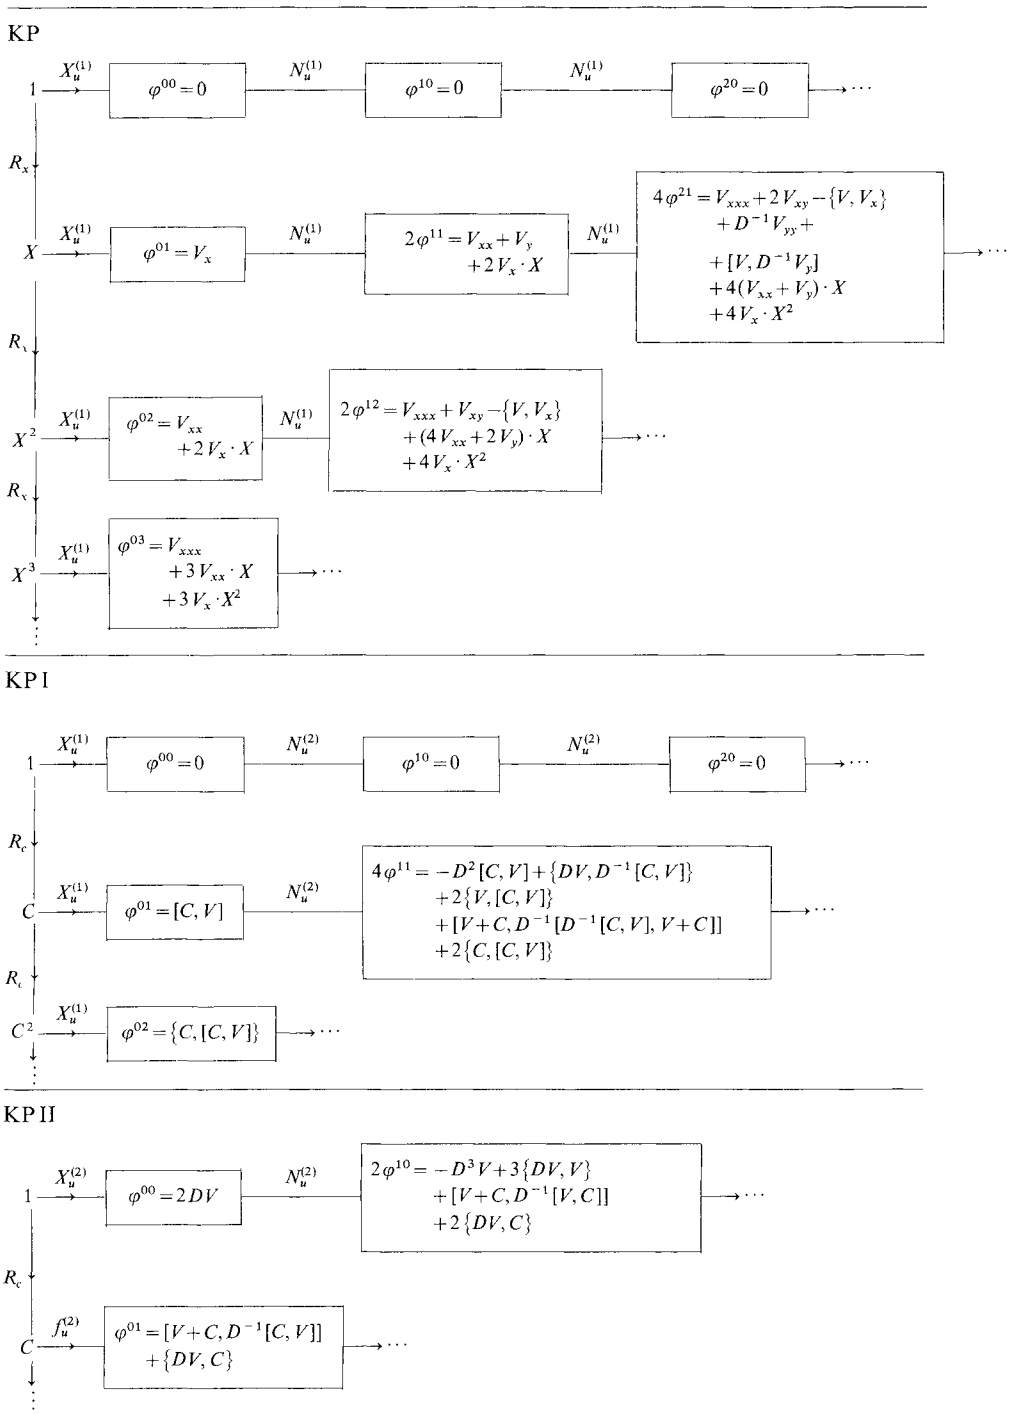 KP
X_u^{(1)} N_u^{(1)} N_u^{(1)}
1 φ^{00} = 0 φ^{10} = 0 φ^{20} = 0 ···
R_x
4φ^{21} = V_{xxx} + 2V_{xy} − {V, V_x}
+ D^{−1}V_{yy} +
+ [V, D^{−1}V_y]
+ 4(V_{xx} + V_y) · X
+ 4V_x · X^2
X_u^{(1)} N_u^{(1)} N_u^{(1)}
X φ^{01} = V_x 2φ^{11} = V_{xx} + V_y ···
+ 2V_x · X
R_x
X_u^{(1)} N_u^{(1)}
X^2 φ^{02} = V_{xx} 2φ^{12} = V_{xxx} + V_{xy} − {V, V_x} ···
+ 2V_x · X + (4V_{xx} + 2V_y) · X
+ 4V_x · X^2
R_x
X_u^{(1)}
X^3 φ^{03} = V_{xxx} ···
+ 3V_{xx} · X
+ 3V_x · X^2
⋮
KP I
X_u^{(1)} N_u^{(2)} N_u^{(2)}
1 φ^{00} = 0 φ^{10} = 0 φ^{20} = 0 ···
R_c
X_u^{(1)} N_u^{(2)}
C φ^{01} = [C, V] 4φ^{11} = −D^2[C, V] + {DV, D^{−1}[C, V]} ···
+ 2{V, [C, V]}
+ [V + C, D^{−1}[D^{−1}[C, V], V + C]]
+ 2{C, [C, V]}
R_c
X_u^{(1)}
C^2 φ^{02} = {C, [C, V]} ···
⋮
KP II
X_u^{(2)} N_u^{(2)}
1 φ^{00} = 2DV 2φ^{10} = −D^3V + 3{DV, V} ···
+ [V + C, D^{−1}[V, C]]
+ 2{DV, C}
R_c
f_u^{(2)}
C φ^{01} = [V + C, D^{−1}[C, V]] ···
+ {DV, C}
⋮